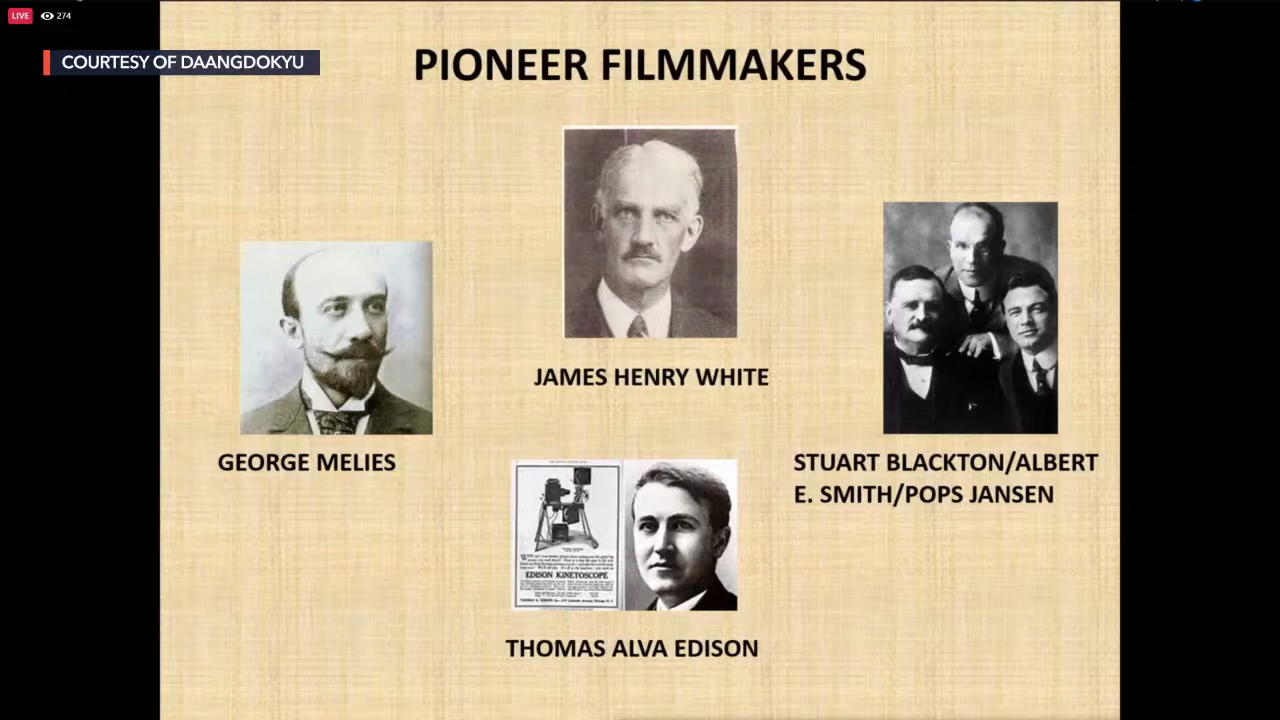 LIVE 274
COURTESY OF DAANGDOKYU
PIONEER FILMMAKERS
JAMES HENRY WHITE
GEORGE MELIES
STUART BLACKTON/ALBERT
E. SMITH/POPS JANSEN
EDISON KINETOSCOPE
THOMAS ALVA EDISON